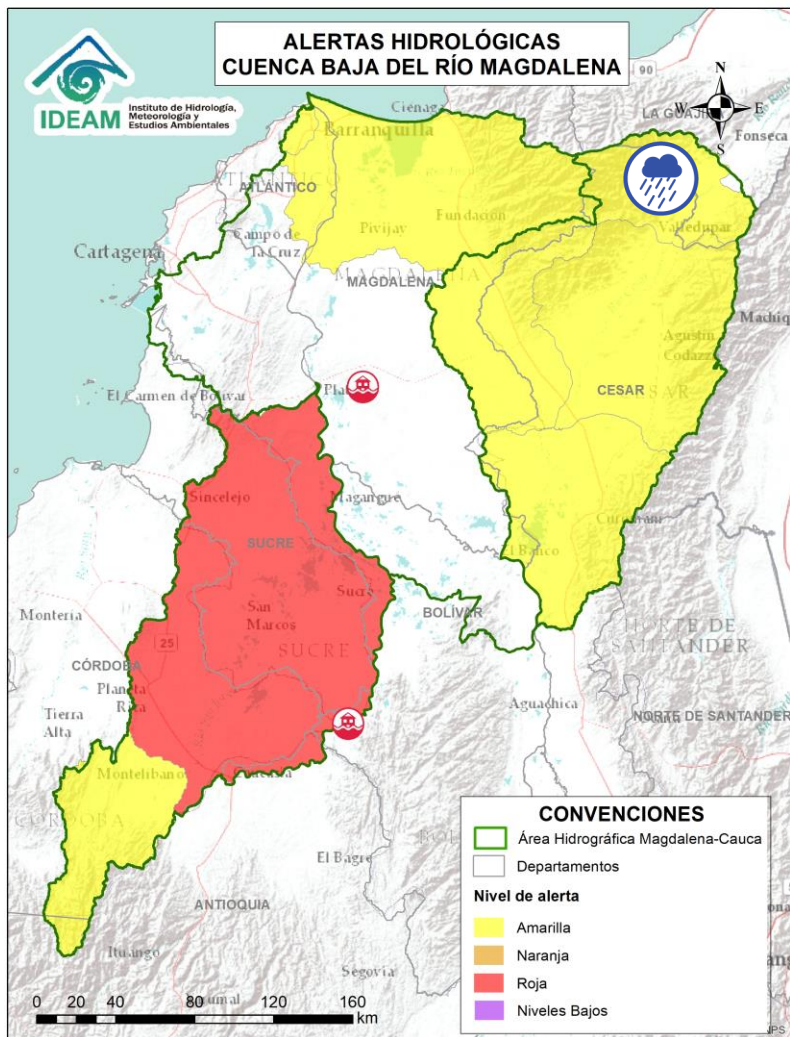 ALERTAS HIDROLÓGICAS
CUENCA BAJA DEL RÍO MAGDALENA
IDEAM
Instituto de Hidrología,
Meteorología y
Estudios Ambientales
N
W E
S
90
Ciénaga
LA GUAJIRA
Fonseca
Barranquilla
ATLÁNTICO
Pivijay
Fundación
Valledupar
Campo de
la Cruz
Cartagena
MAGDALENA
MAGDALENA
Agustín
Codazzi
CESAR
El Carmen de Bolívar
Sincelejo
Magangue
SUCRE
El Banco
Sucre
BOLÍVAR
San
Marcos
SUCRE
Montería
25
CÓRDOBA
Planeta
Rica
Tierra
Alta
NORTE DE
SANTANDER
Aguachica
NORTE DE SANTANDER
Montelibano
CÓRDOBA
El Bagre
ANTIOQUIA
Ituango
Segovia
CONVENCIONES
Área Hidrográfica Magdalena-Cauca
Departamentos
Nivel de alerta
Amarilla
Naranja
Roja
Niveles Bajos
0 20 40 80 120 160
km